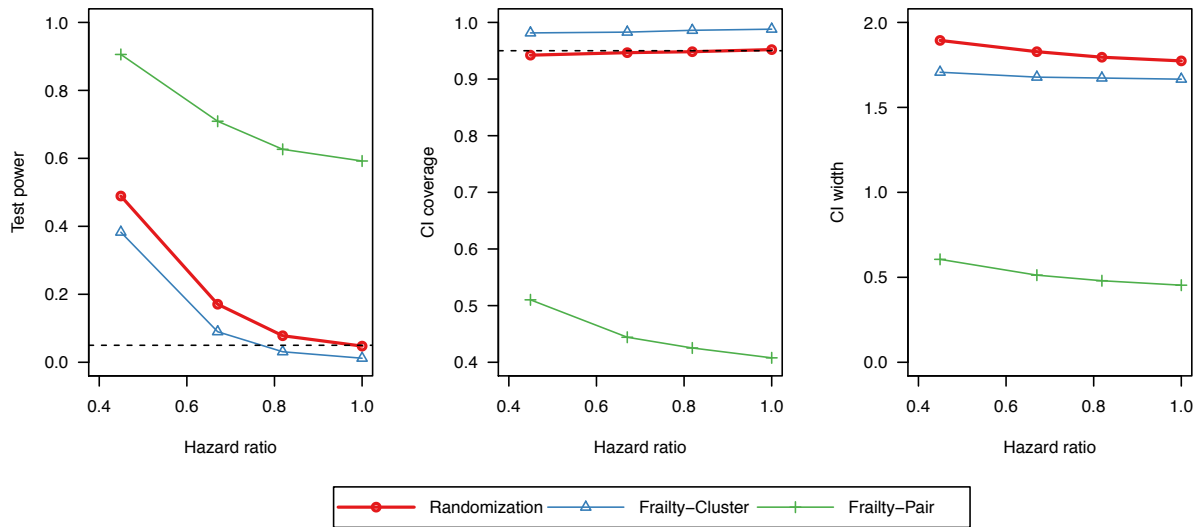 Test power
1.0
0.8
0.6
0.4
0.2
0.0
0.4 0.6 0.8 1.0
Hazard ratio
CI coverage
1.0
0.9
0.8
0.7
0.6
0.5
0.4
0.4 0.6 0.8 1.0
Hazard ratio
CI width
2.0
1.5
1.0
0.5
0.0
0.4 0.6 0.8 1.0
Hazard ratio
Randomization Frailty−Cluster Frailty−Pair